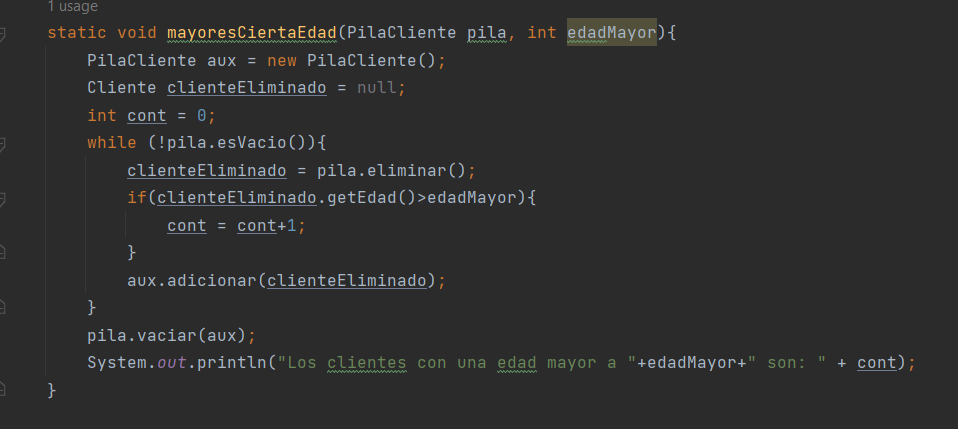 1 usage
static void mayoresCiertaEdad(PilaCliente pila, int edadMayor){
PilaCliente aux = new PilaCliente();
Cliente clienteEliminado = null;
int cont = 0;
while (!pila.esVacio()){
clienteEliminado = pila.eliminar();
if(clienteEliminado.getEdad()>edadMayor){
cont = cont+1;
}
aux.adicionar(clienteEliminado);
}
pila.vaciar(aux);
System.out.println("Los clientes con una edad mayor a "+edadMayor+" son: " + cont);
}